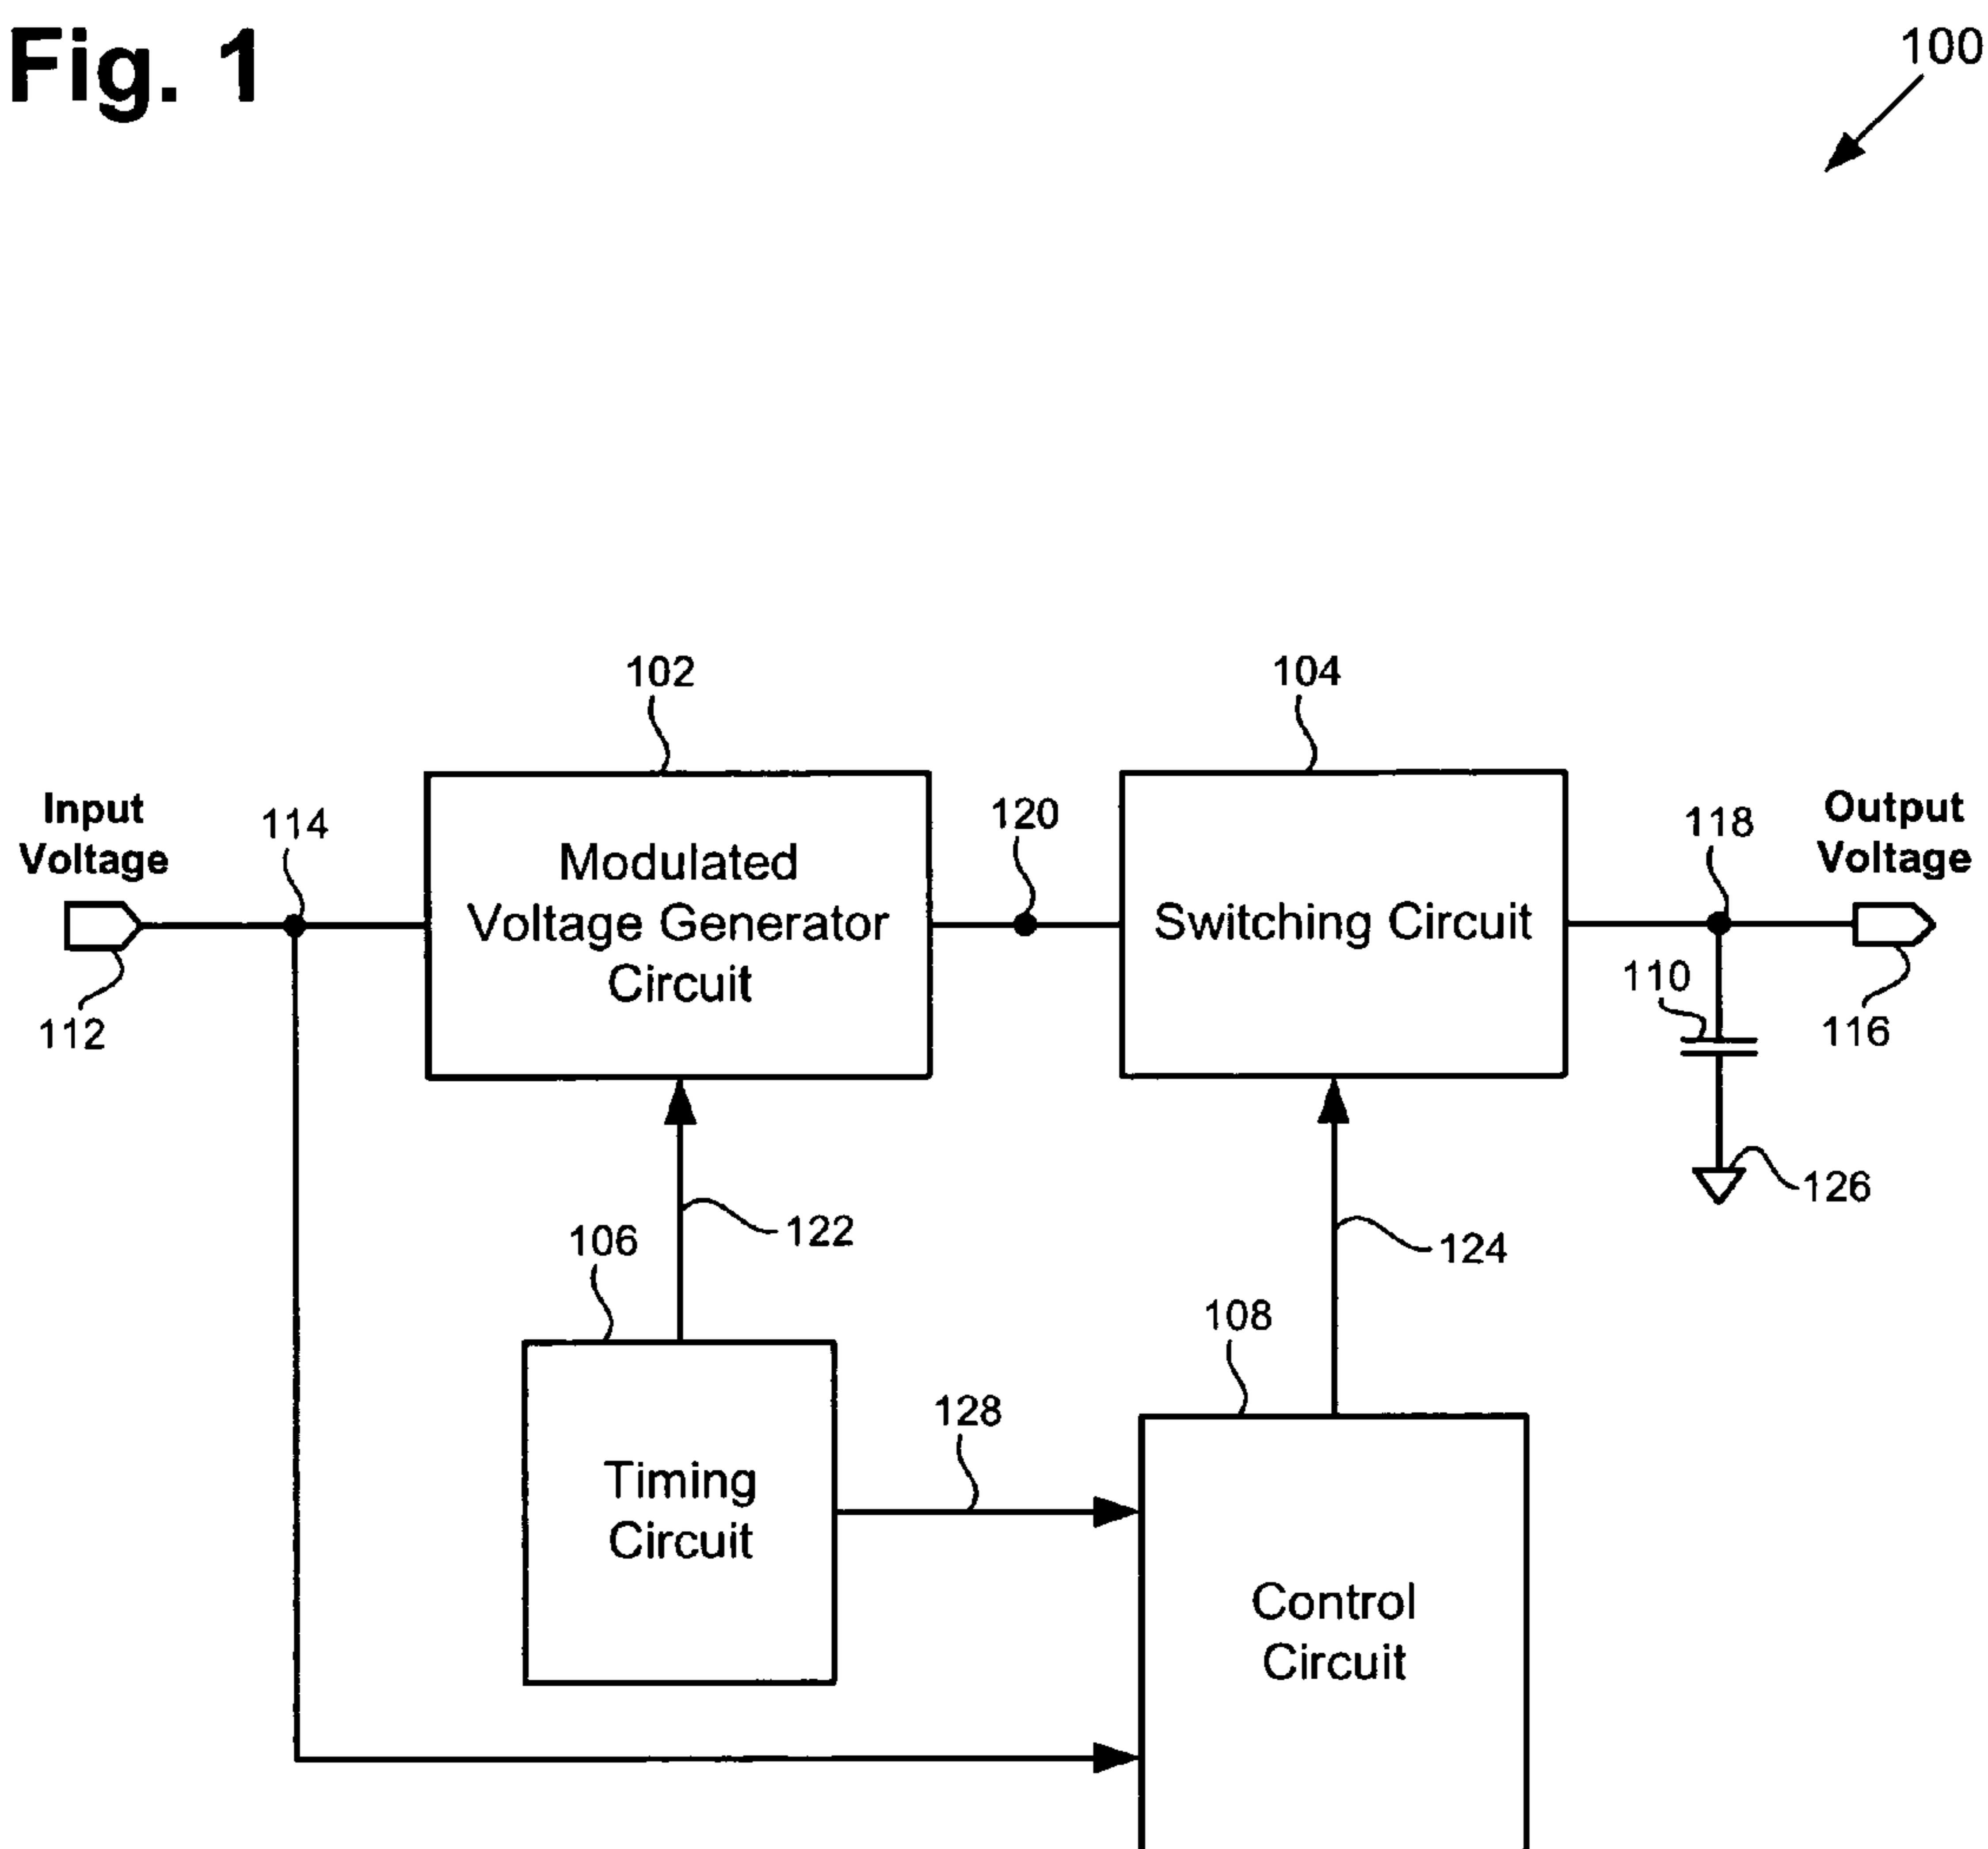 Fig. 1
100
102
104
Input
Voltage
114
120
118
Output
Voltage
Modulated
Voltage Generator
Circuit
Switching Circuit
110
112
116
126
122
106
124
108
128
Timing
Circuit
Control
Circuit